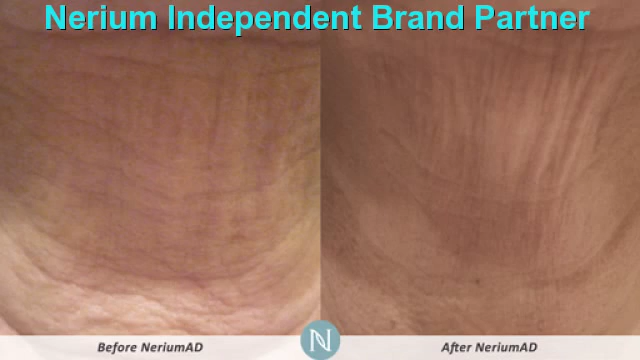 Nerium Independent Brand Partner
Before NeriumAD
N
After NeriumAD